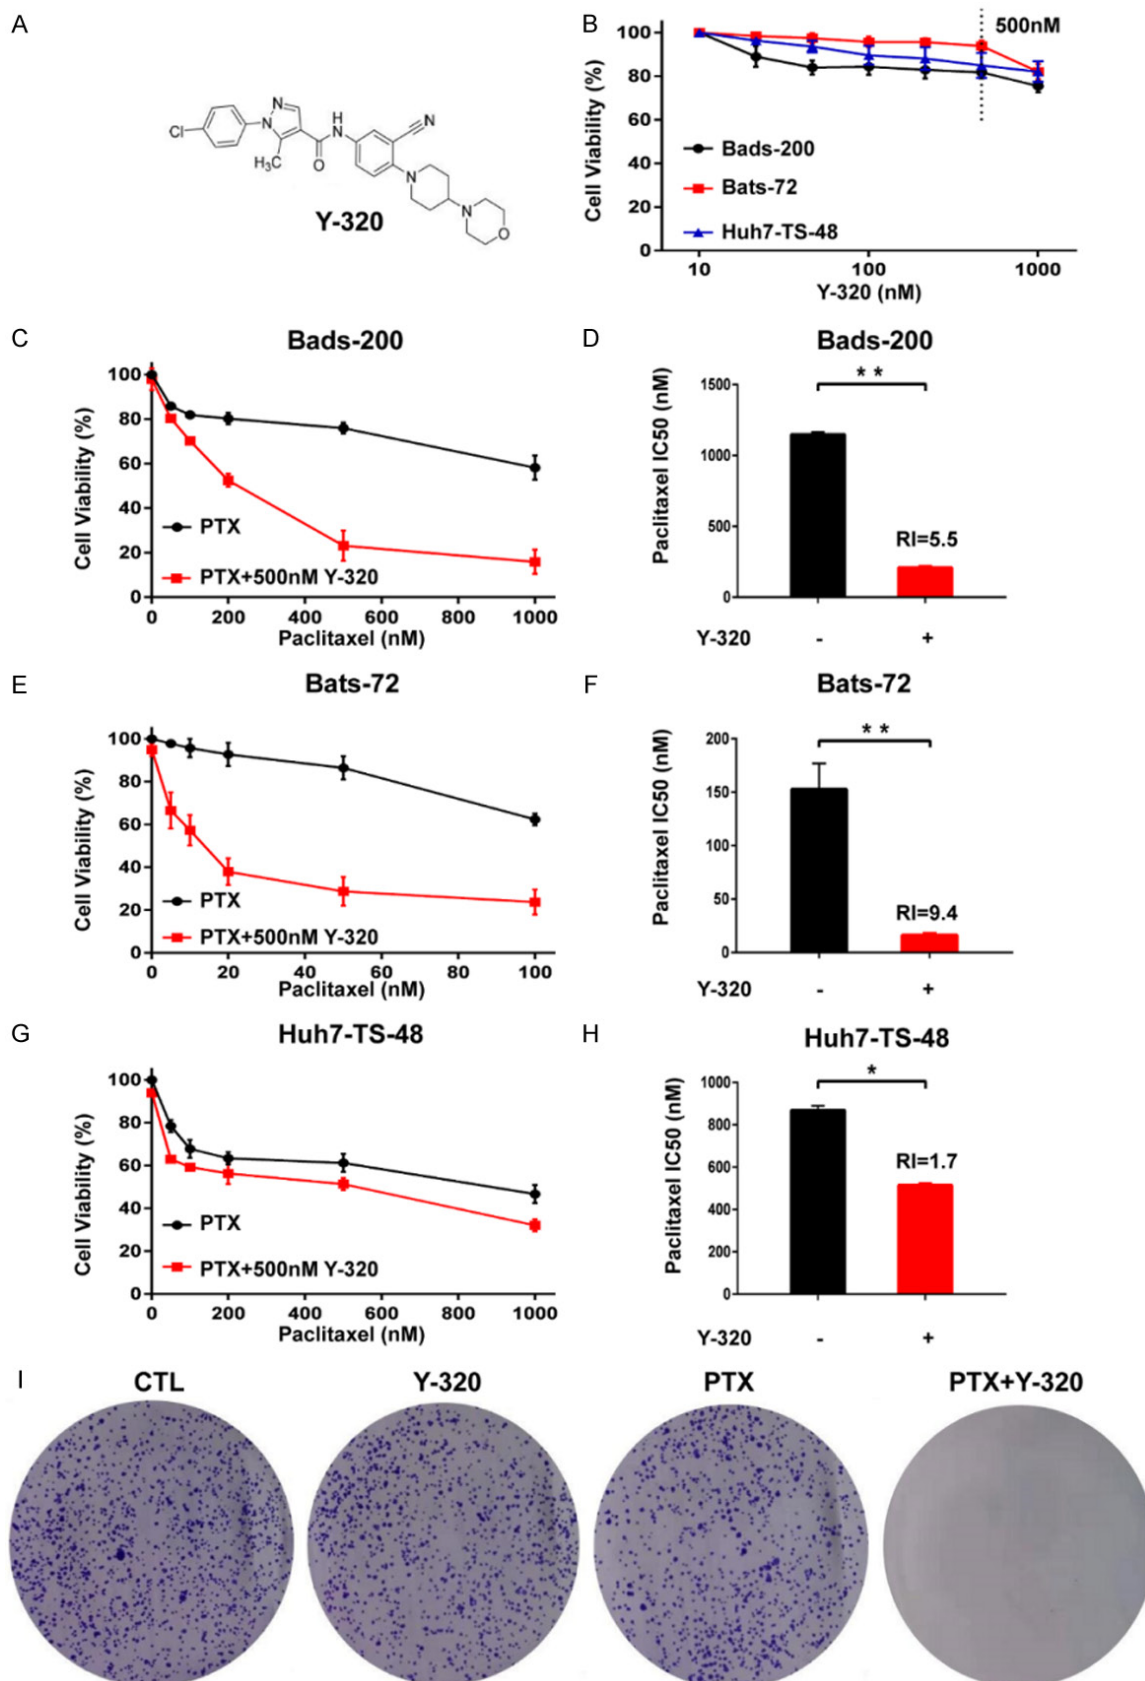 A
Cl
N
N
H₃C
O
H
N
N
N
N
O
Y-320
B
Cell Viability (%)
100
80
60
40
20
0
500nM
Bads-200
Bats-72
Huh7-TS-48
10 100 1000
Y-320 (nM)
C
Bads-200
Cell Viability (%)
100
80
60
40
20
0
PTX
PTX+500nM Y-320
0 200 400 600 800 1000
Paclitaxel (nM)
D
Bads-200
Paclitaxel IC50 (nM)
1500
1000
500
0
* *
RI=5.5
Y-320 - +
E
Bats-72
Cell Viability (%)
100
80
60
40
20
0
PTX
PTX+500nM Y-320
0 20 40 60 80 100
Paclitaxel (nM)
F
Bats-72
Paclitaxel IC50 (nM)
200
150
100
50
0
* *
RI=9.4
Y-320 - +
G
Huh7-TS-48
Cell Viability (%)
100
80
60
40
20
0
PTX
PTX+500nM Y-320
0 200 400 600 800 1000
Paclitaxel (nM)
H
Huh7-TS-48
Paclitaxel IC50 (nM)
1000
800
600
400
200
0
*
RI=1.7
Y-320 - +
I
CTL Y-320 PTX PTX+Y-320